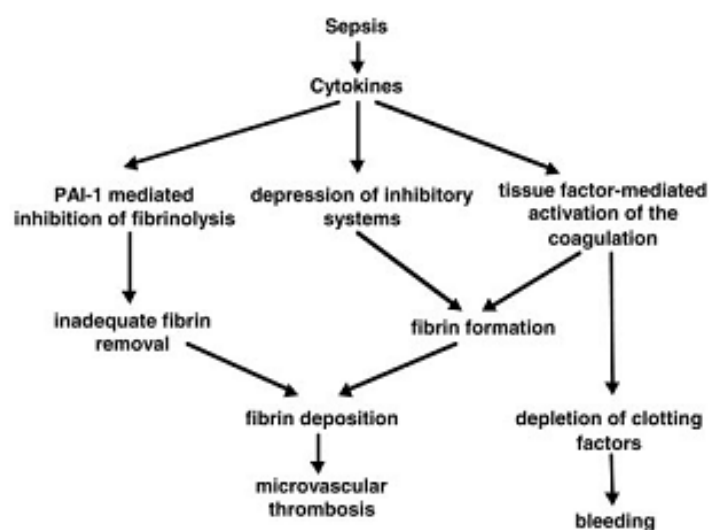 Sepsis
Cytokines
PAI-1 mediated
inhibition of fibrinolysis
depression of inhibitory
systems
tissue factor-mediated
activation of the
coagulation
inadequate fibrin
removal
fibrin formation
fibrin deposition
depletion of clotting
factors
microvascular
thrombosis
bleeding